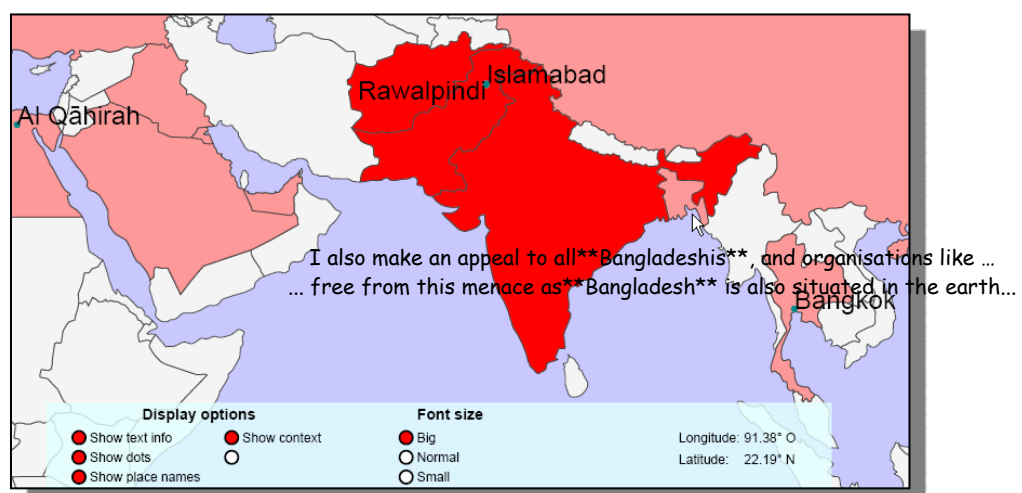 Islamabad
Rawalpindi
Al Qāhirah
I also make an appeal to all**Bangladeshis**, and organisations like ...
... free from this menace as**Bangladesh** is also situated in the earth...
Bangkok
Display options
Font size
Show text info
Show context
Big
Longitude: 91.38° O
Show dots
Normal
Latitude: 22.19° N
Show place names
Small